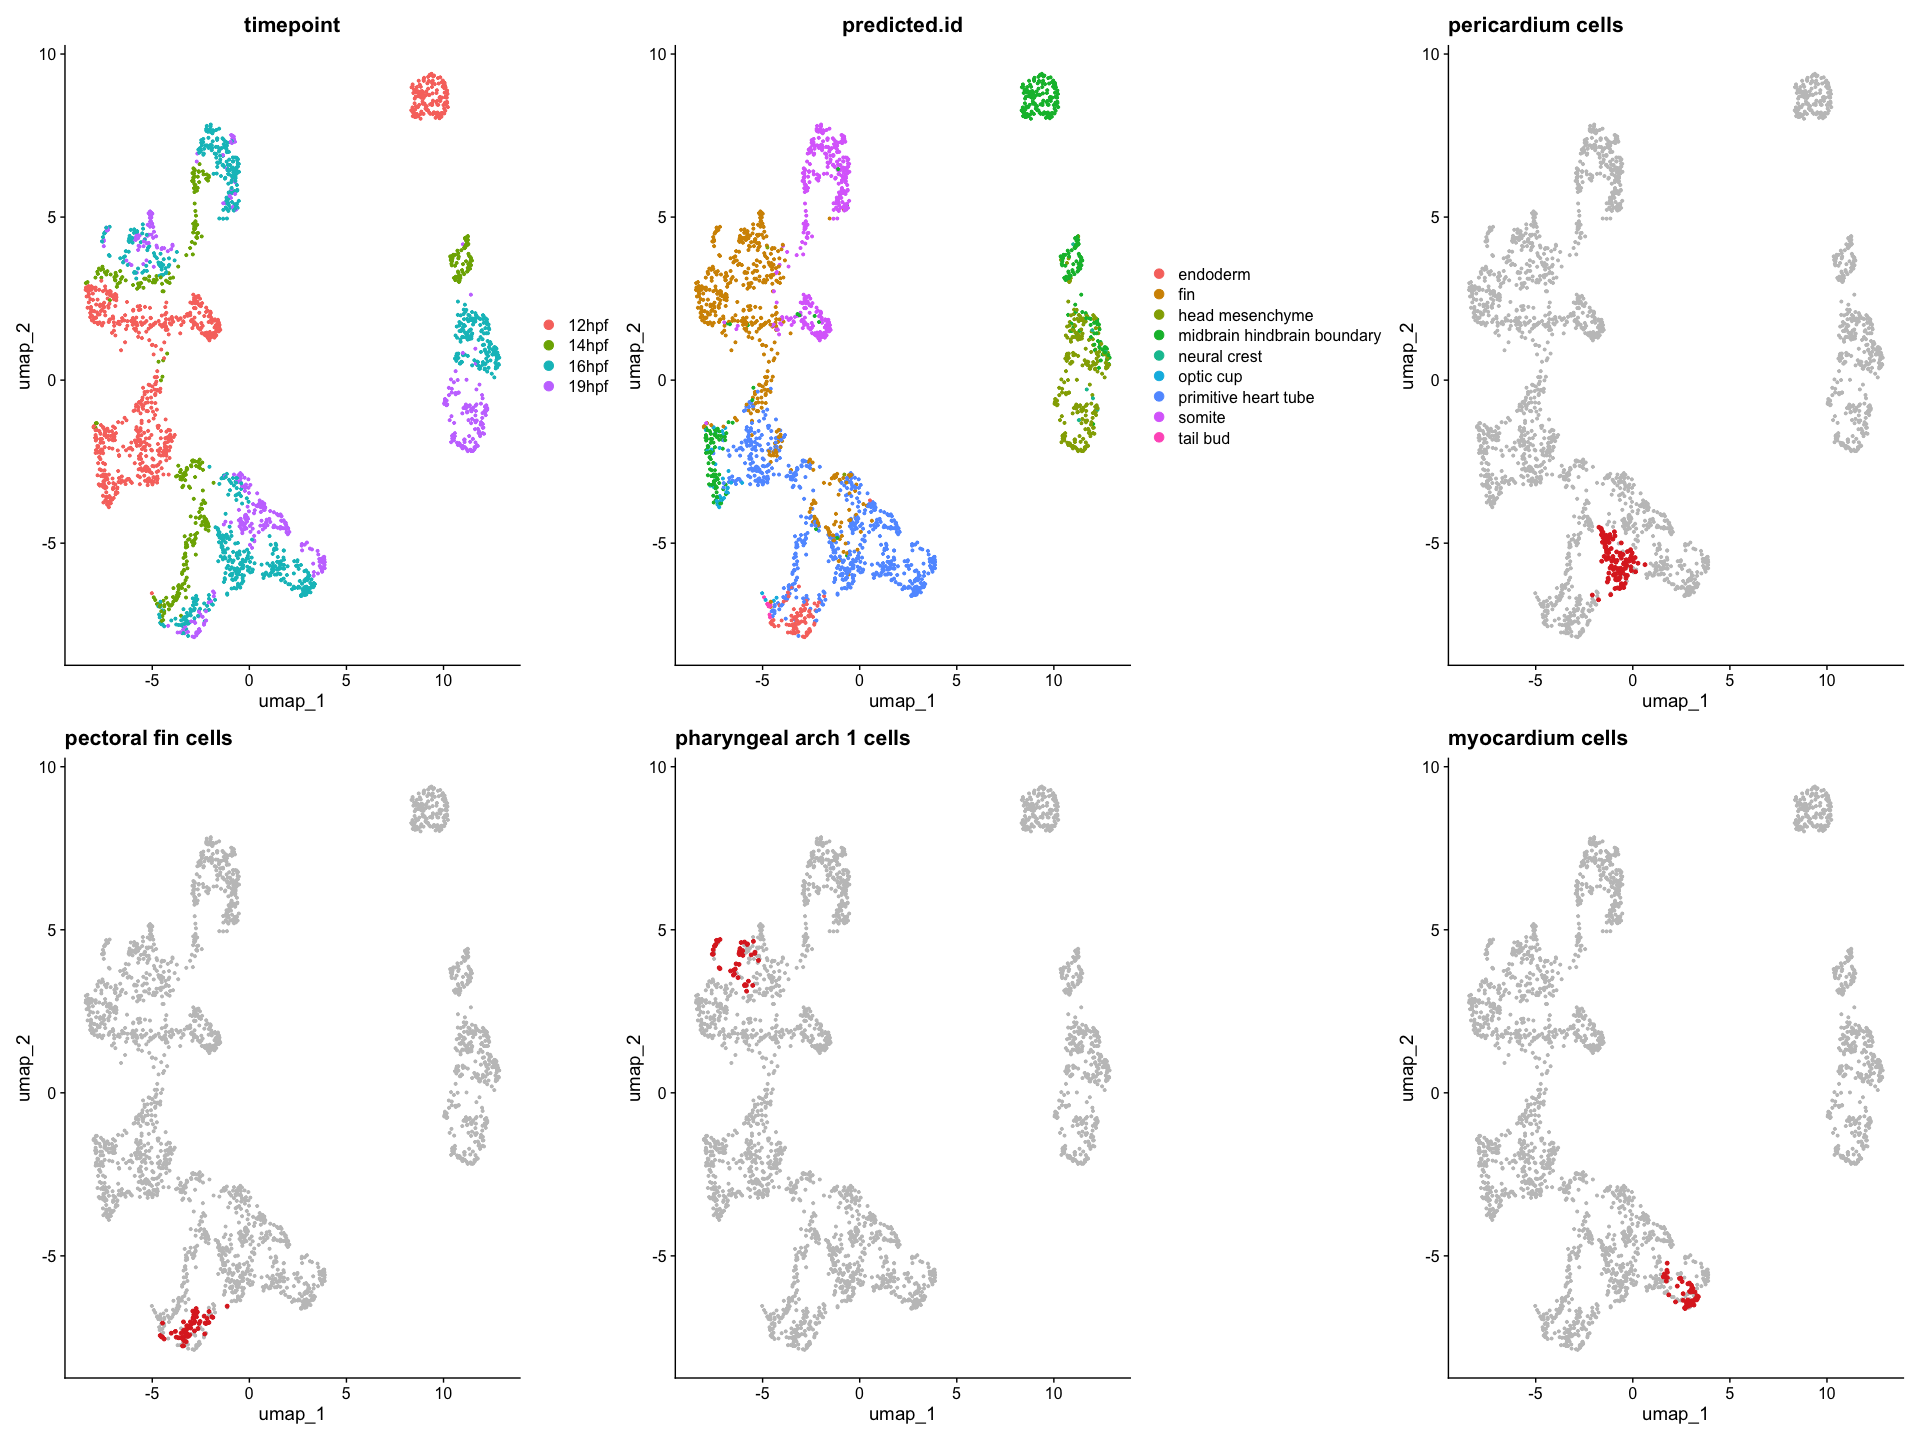 timepoint
10
5
0
-5
umap_2
-5
0
5
10
umap_1
12hpf
14hpf
16hpf
19hpf
predicted.id
10
5
0
-5
umap_2
-5
0
5
10
umap_1
endoderm
fin
head mesenchyme
midbrain hindbrain boundary
neural crest
optic cup
primitive heart tube
somite
tail bud
pericardium cells
10
5
0
-5
umap_2
-5
0
5
10
umap_1
pectoral fin cells
10
5
0
-5
umap_2
-5
0
5
10
umap_1
pharyngeal arch 1 cells
10
5
0
-5
umap_2
-5
0
5
10
umap_1
myocardium cells
10
5
0
-5
umap_2
-5
0
5
10
umap_1